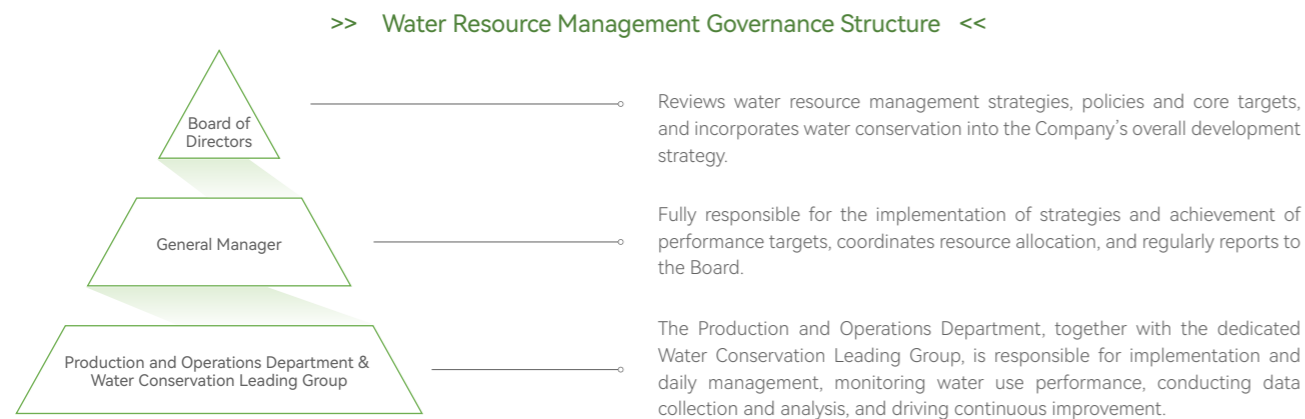 >> Water Resource Management Governance Structure <<
Board of
Directors
Reviews water resource management strategies, policies and core targets,
and incorporates water conservation into the Company's overall development
strategy.
General Manager
Fully responsible for the implementation of strategies and achievement of
performance targets, coordinates resource allocation, and regularly reports to
the Board.
Production and Operations Department &
Water Conservation Leading Group
The Production and Operations Department, together with the dedicated
Water Conservation Leading Group, is responsible for implementation and
daily management, monitoring water use performance, conducting data
collection and analysis, and driving continuous improvement.